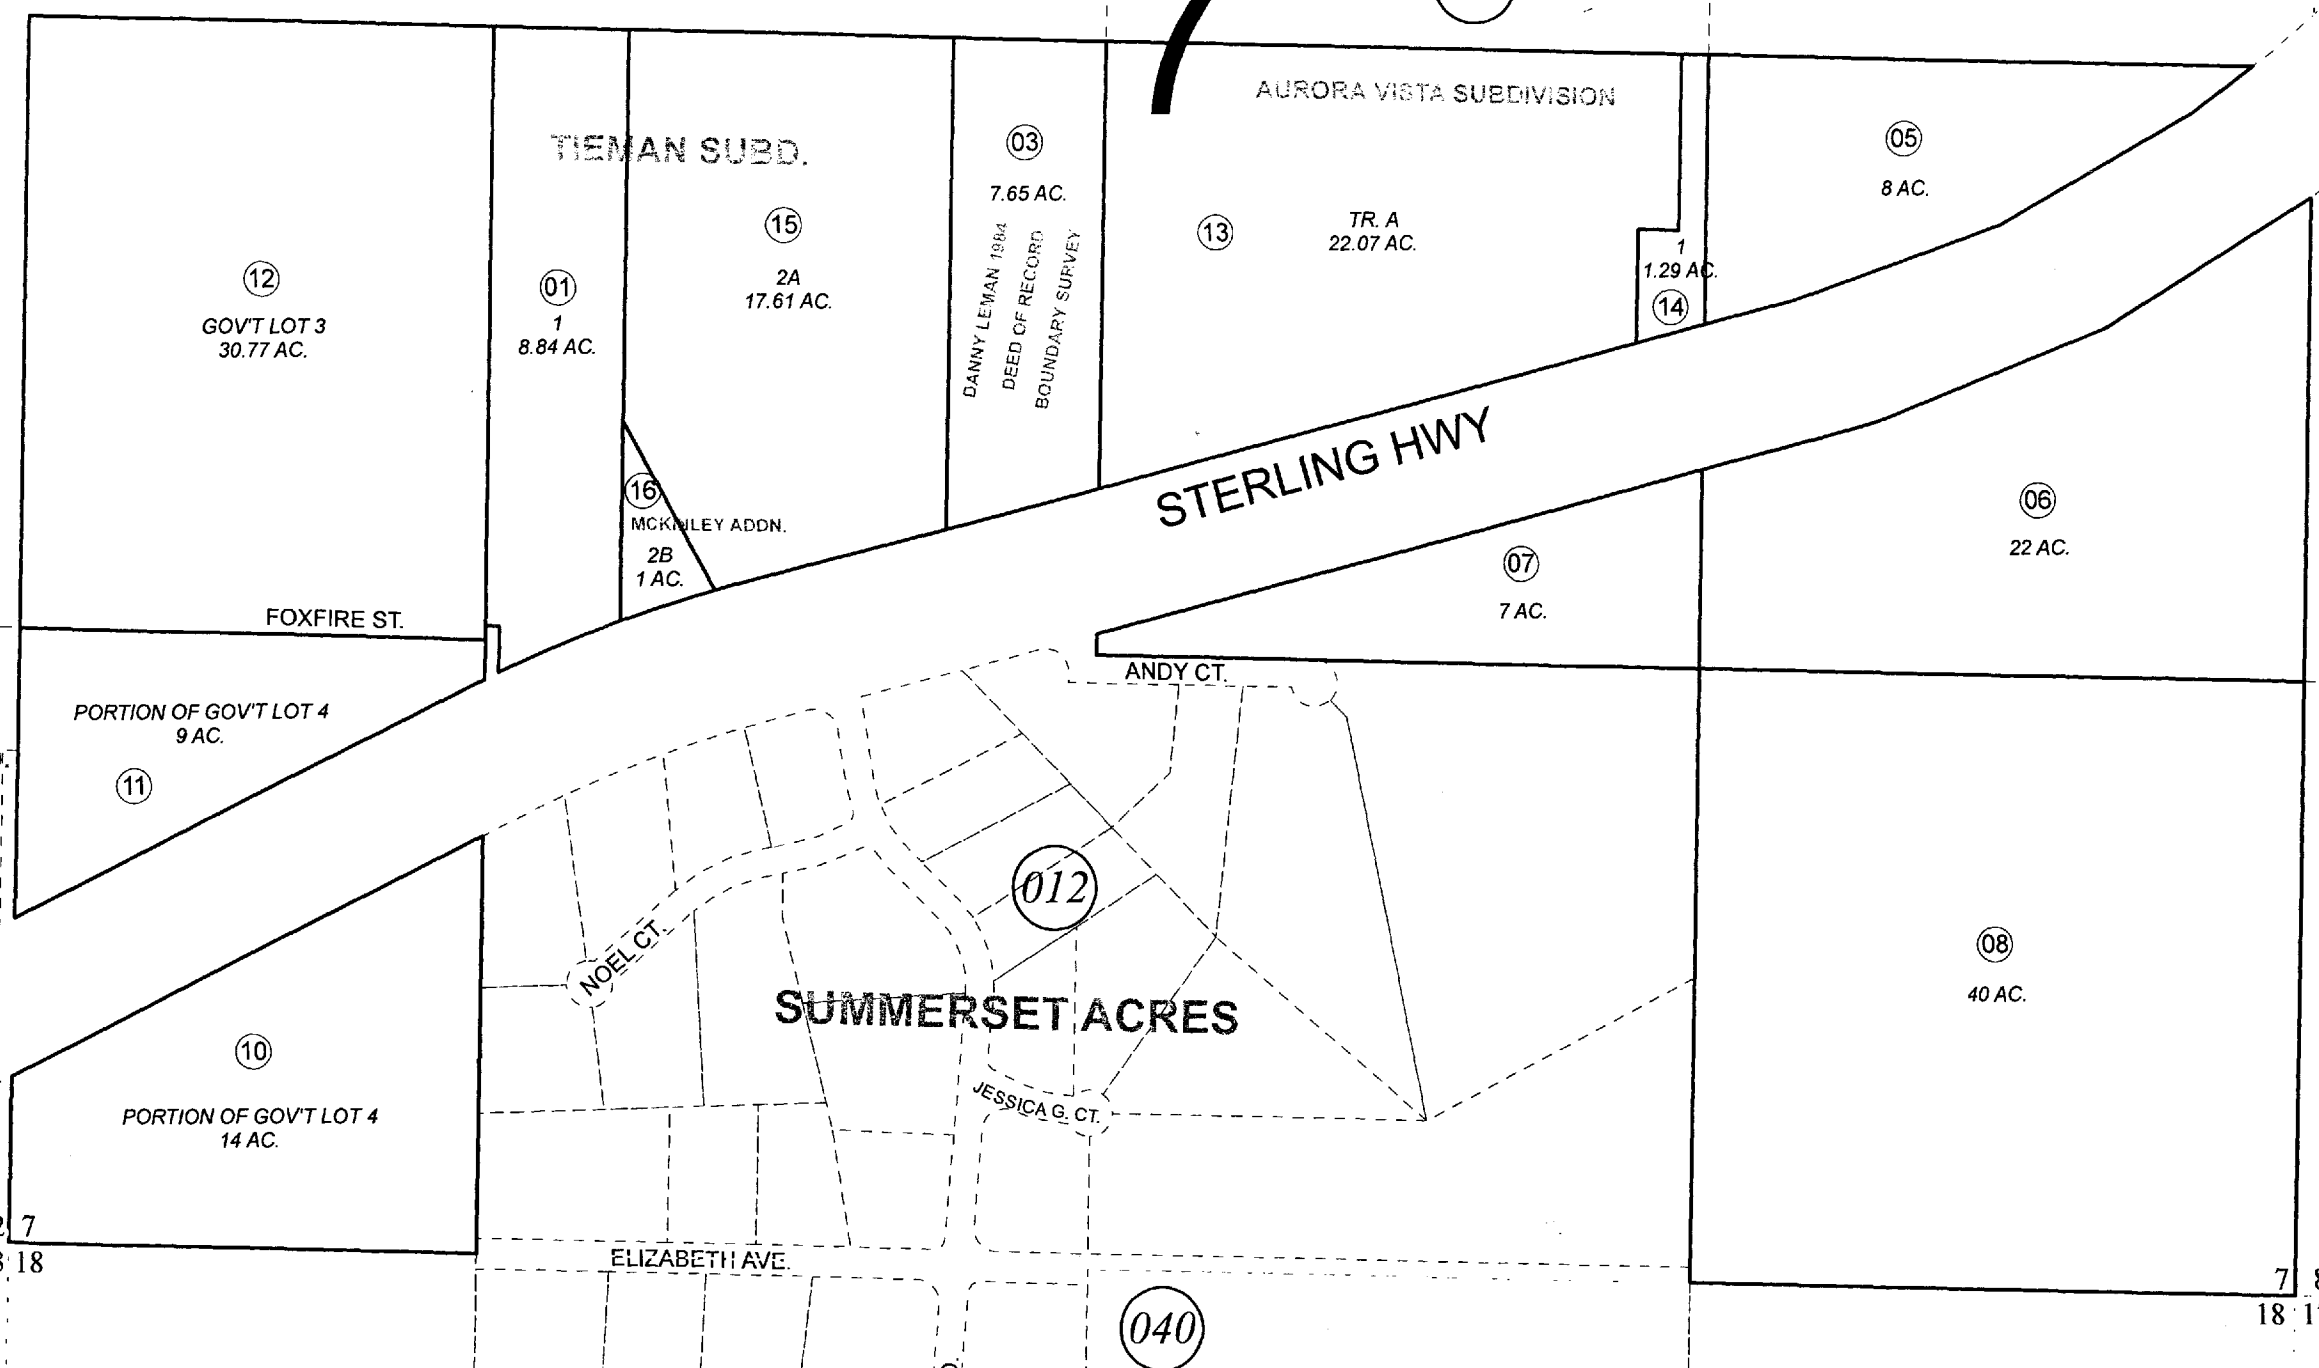 AURORA VISTA SUBDIVISION
TIEMAN SUBD.
03
7.65 AC.
DANNY LEMAN 1984
DEED OF RECORD
BOUNDARY SURVEY
05
8 AC.
15
2A
17.61 AC.
13
TR. A
22.07 AC.
1
1.29 AC.
14
12
GOV'T LOT 3
30.77 AC.
01
1
8.84 AC.
STERLING HWY
16
MCKINLEY ADDN.
2B
1 AC.
06
22 AC.
07
7 AC.
FOXFIRE ST.
ANDY CT.
PORTION OF GOV'T LOT 4
9 AC.
11
012
NOEL CT.
SUMMERSET ACRES
08
40 AC.
10
PORTION OF GOV'T LOT 4
14 AC.
JESSICA G. CT.
7
18
ELIZABETH AVE.
7
18
040